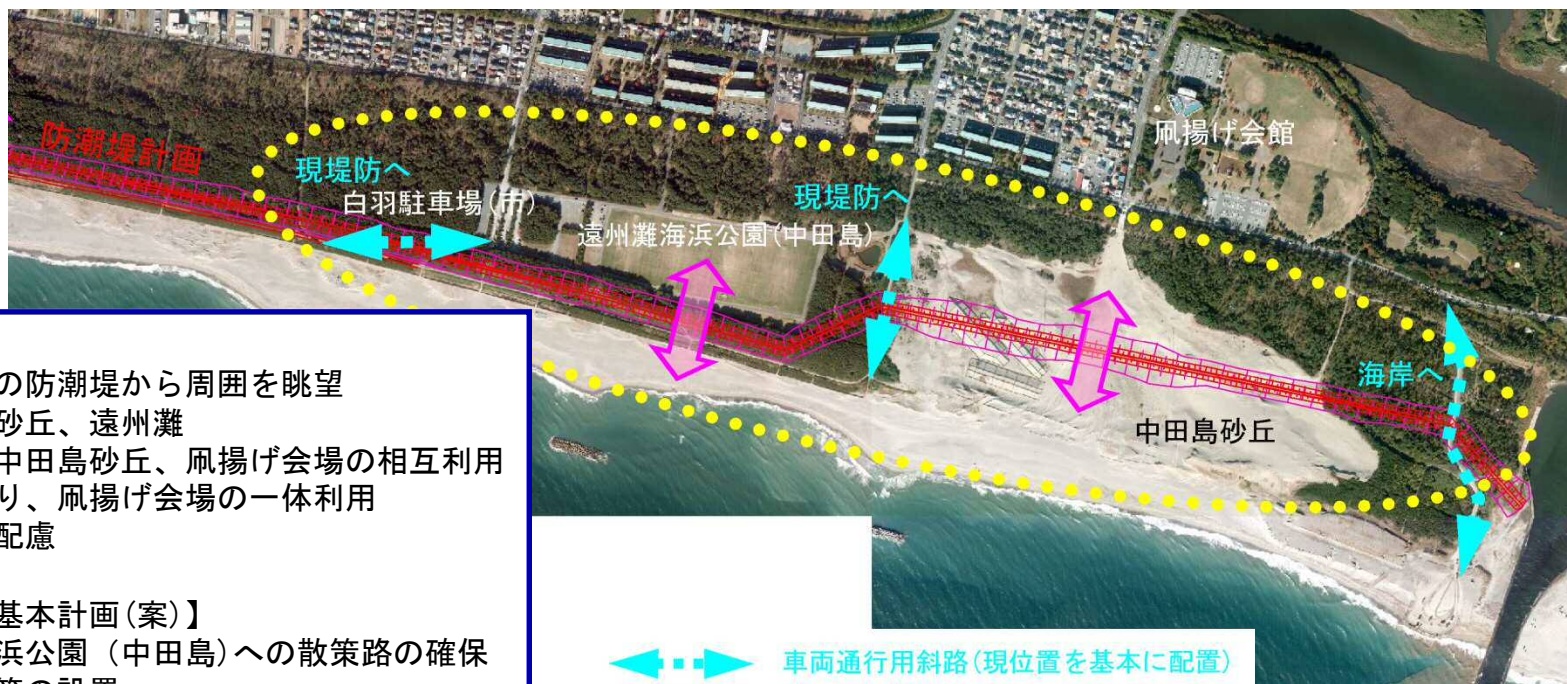 防潮堤計画
現堤防へ
白羽駐車場(市)
現堤防へ
遠州灘海浜公園(中田島)
凧揚げ会館
海岸へ
中田島砂丘
の防潮堤から周囲を眺望
砂丘、遠州灘
中田島砂丘、凧揚げ会場の相互利用
り、凧揚げ会場の一体利用
配慮
基本計画(案)】
浜公園（中田島)への散策路の確保
車両通行用斜路(現位置を基本に配置)